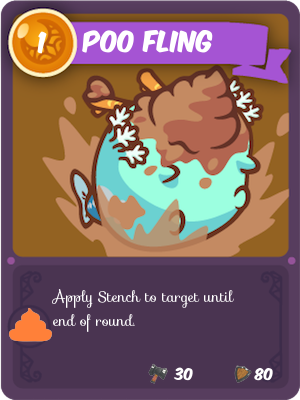 1
POO FLING
Apply Stench to target until
end of round.
30 80